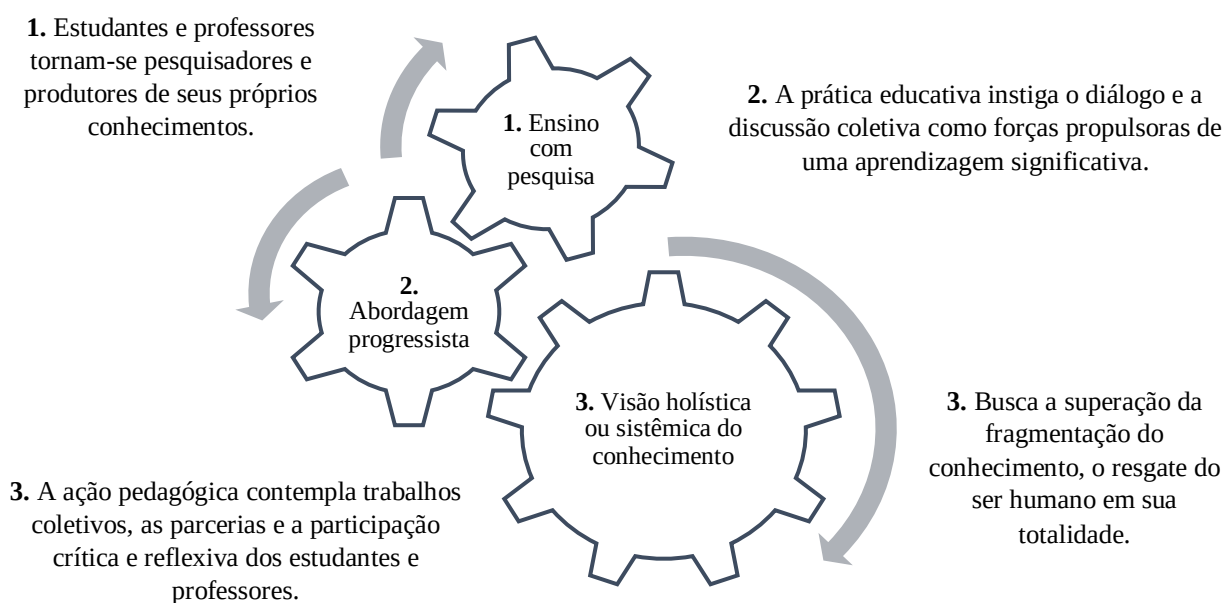 1. Estudantes e professores
tornam-se pesquisadores e
produtores de seus próprios
conhecimentos.
1. Ensino
com
pesquisa
2. A prática educativa instiga o diálogo e a
discussão coletiva como forças propulsoras de
uma aprendizagem significativa.
2.
Abordagem
progressista
3. Visão holística
ou sistêmica do
conhecimento
3. Busca a superação da
fragmentação do
conhecimento, o resgate do
ser humano em sua
totalidade.
3. A ação pedagógica contempla trabalhos
coletivos, as parcerias e a participação
crítica e reflexiva dos estudantes e
professores.